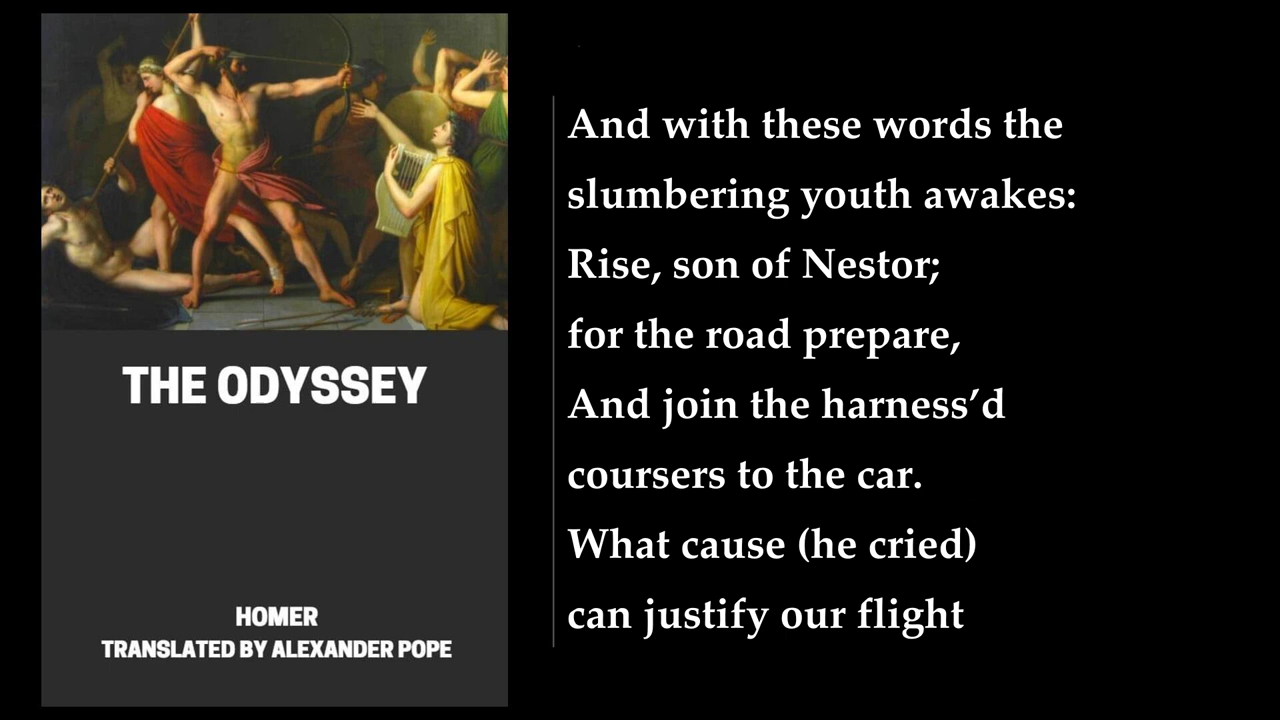 THE ODYSSEY
HOMER
TRANSLATED BY ALEXANDER POPE
And with these words the
slumbering youth awakes:
Rise, son of Nestor;
for the road prepare,
And join the harness’d
coursers to the car.
What cause (he cried)
can justify our flight